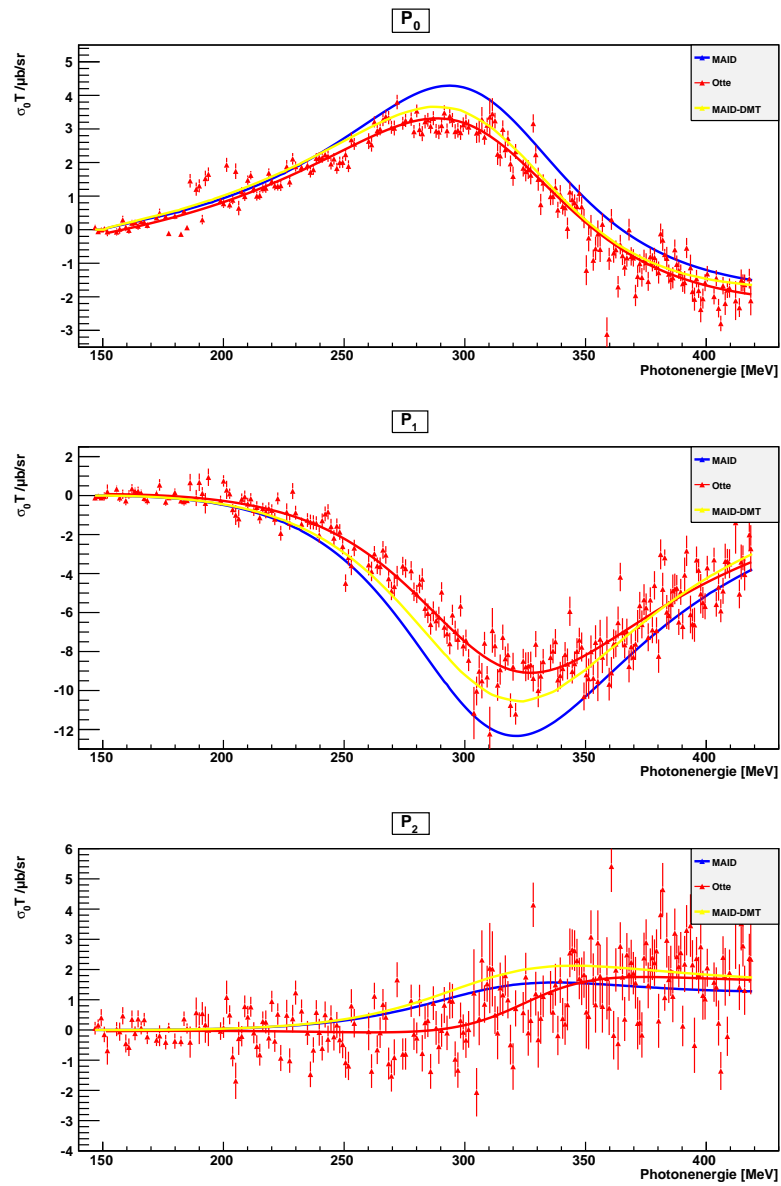 P0
σ0T /μb/sr
MAID
Otte
MAID-DMT
5
4
3
2
1
0
-1
-2
-3
150 200 250 300 350 400
Photonenergie [MeV]
P1
σ0T /μb/sr
MAID
Otte
MAID-DMT
2
0
-2
-4
-6
-8
-10
-12
150 200 250 300 350 400
Photonenergie [MeV]
P2
σ0T /μb/sr
MAID
Otte
MAID-DMT
6
5
4
3
2
1
0
-1
-2
-3
-4
150 200 250 300 350 400
Photonenergie [MeV]